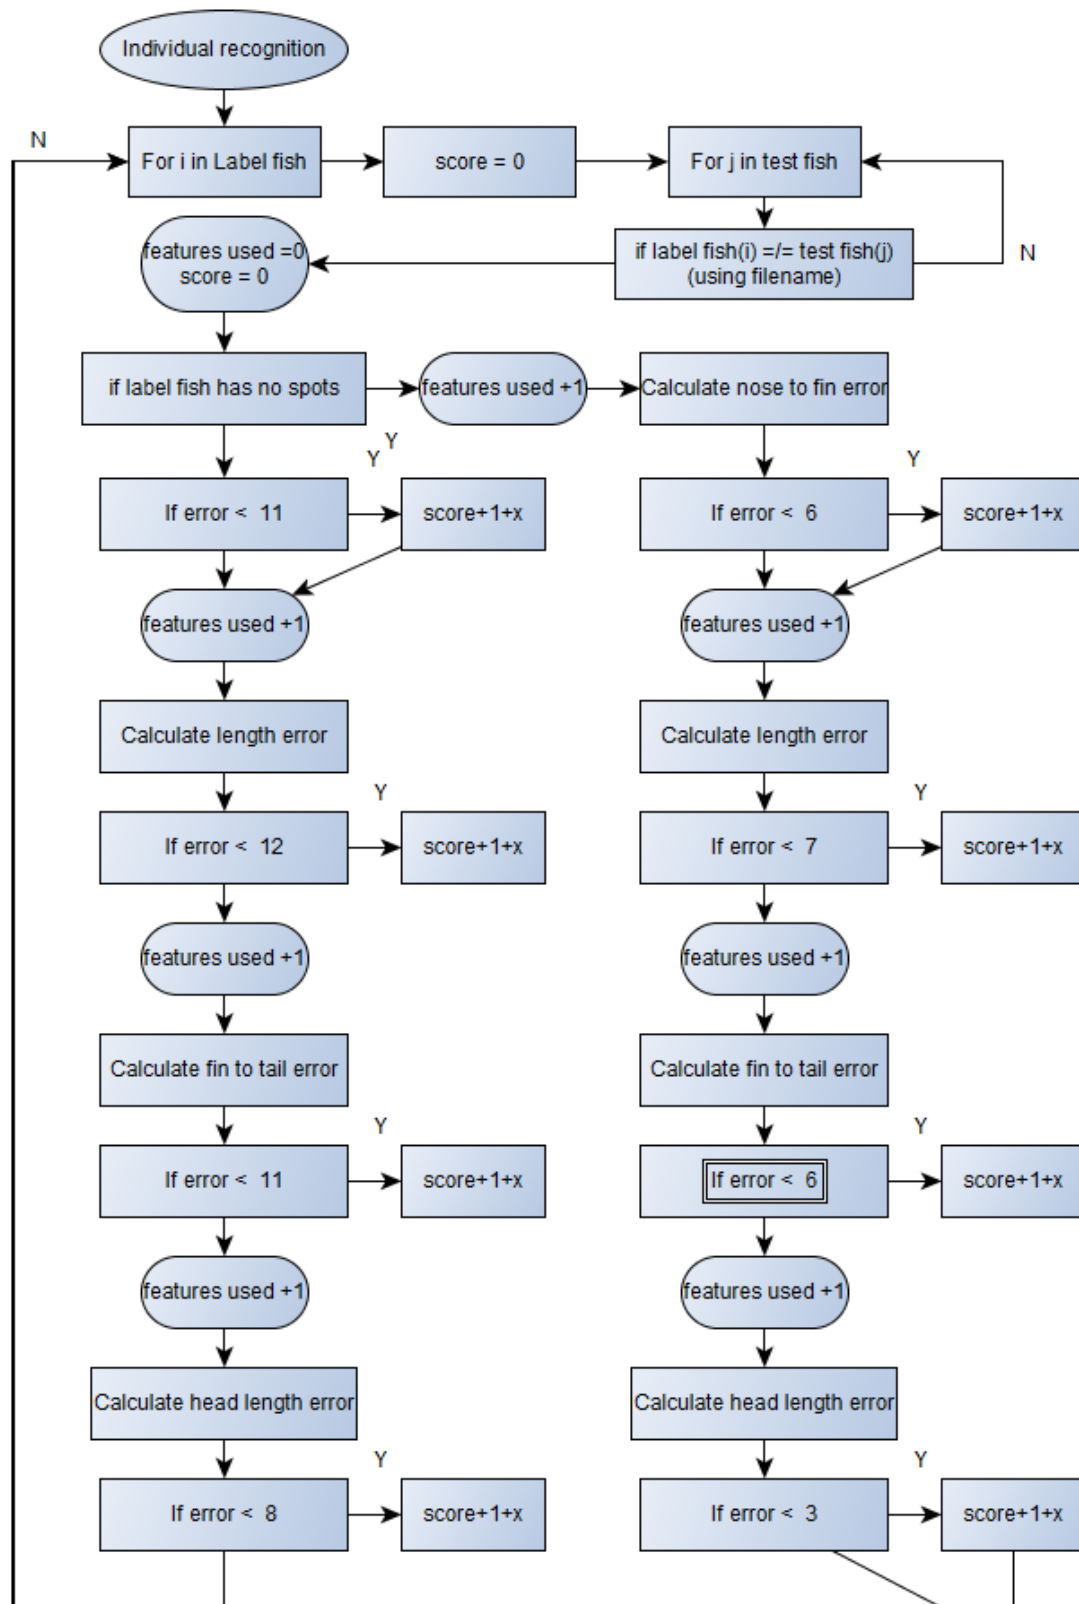 Individual recognition
N
For i in Label fish
score = 0
For j in test fish
features used =0
score = 0
if label fish(i) =/= test fish(j)
(using filename)
N
if label fish has no spots
features used +1
Calculate nose to fin error
Y
Y
Y
If error < 11
score+1+x
If error < 6
score+1+x
features used +1
features used +1
Calculate length error
Calculate length error
Y
Y
If error < 12
score+1+x
If error < 7
score+1+x
features used +1
features used +1
Calculate fin to tail error
Calculate fin to tail error
Y
Y
If error < 11
score+1+x
If error < 6
score+1+x
features used +1
features used +1
Calculate head length error
Calculate head length error
Y
Y
If error < 8
score+1+x
If error < 3
score+1+x